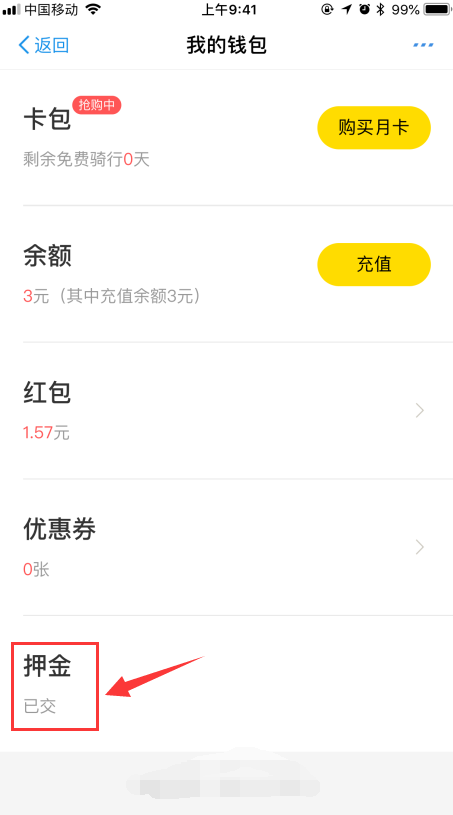 中国移动 上午9:41 99%
返回 我的钱包
卡包 抢购中
购买月卡
剩余免费骑行0天
余额
充值
3元（其中充值余额3元）
红包
1.57元
优惠券
0张
押金
已交